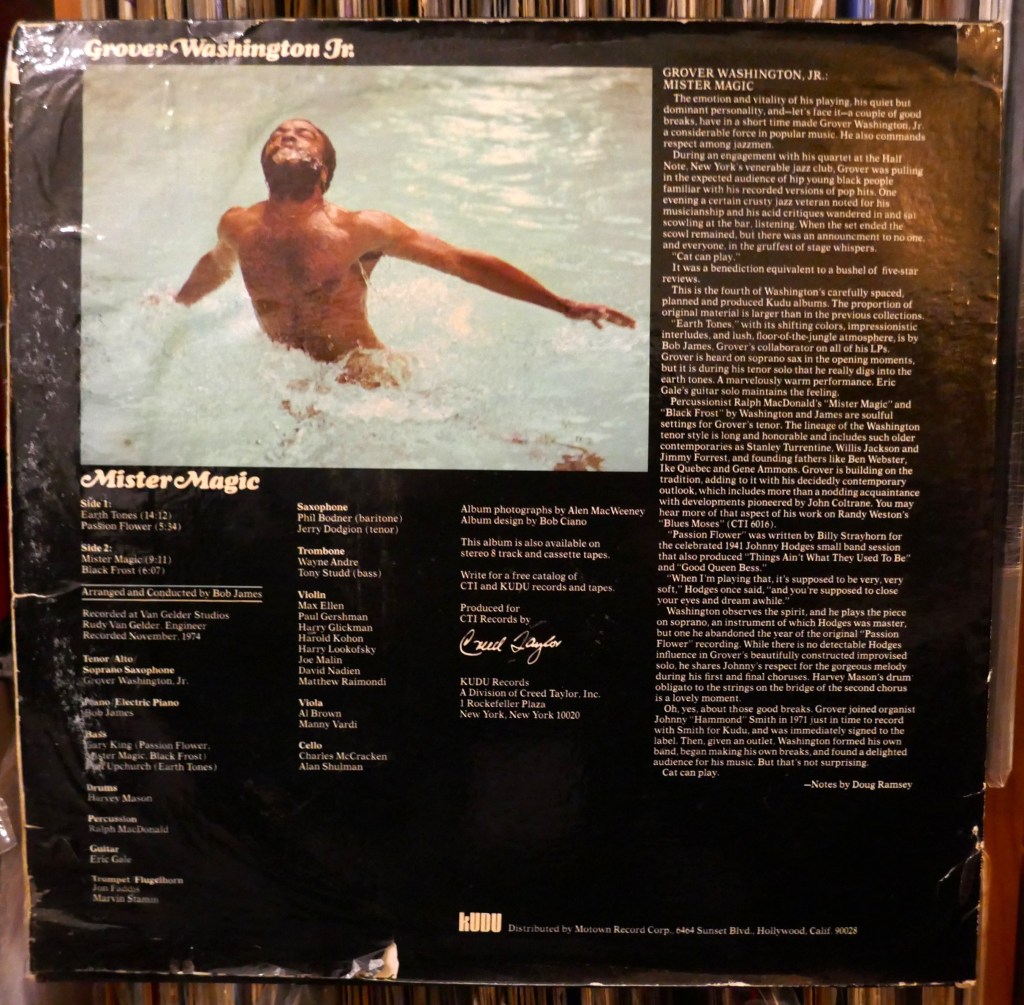 Grover Washington Jr.
GROVER WASHINGTON, JR.:
MISTER MAGIC
The emotion and vitality of his playing, his quiet but
dominant personality, and—let's face it—a couple of good
breaks, have in a short time made Grover Washington, Jr.
a considerable force in popular music. He also commands
respect among jazzmen.
During an engagement with his quartet at the Half
Note, New York's venerable jazz club, Grover was pulling
in the expected audience of hip young black people
familiar with his recorded versions of pop hits. One
evening a certain crusty jazz veteran noted for his
musicianship and his acid critiques wandered in and sat
scowling at the bar, listening. When the set ended the
scowl remained, but there was an announcment to no one,
and everyone, in the gruffest of stage whispers.
"Cat can play."
It was a benediction equivalent to a bushel of five-star
reviews.
This is the fourth of Washington's carefully spaced,
planned and produced Kudu albums. The proportion of
original material is larger than in the previous collections.
"Earth Tones," with its shifting colors, impressionistic
interludes, and lush, floor-of-the-jungle atmosphere, is by
Bob James, Grover's collaborator on all of his LPs.
Grover is heard on soprano sax in the opening moments,
but it is during his tenor solo that he really digs into the
earth tones. A marvelously warm performance. Eric
Gale's guitar solo maintains the feeling.
Percussionist Ralph MacDonald's "Mister Magic" and
"Black Frost" by Washington and James are soulful
settings for Grover's tenor. The lineage of the Washington
tenor style is long and honorable and includes such older
contemporaries as Stanley Turrentine, Willis Jackson and
Jimmy Forrest, and founding fathers like Ben Webster,
Ike Quebec and Gene Ammons. Grover is building on the
tradition, adding to it with his decidedly contemporary
outlook, which includes more than a nodding acquaintance
with developments pioneered by John Coltrane. You may
hear more of that aspect of his work on Randy Weston's
"Blues Moses" (CTI 6016).
"Passion Flower" was written by Billy Strayhorn for
the celebrated 1941 Johnny Hodges small band session
that also produced "Things Ain't What They Used To Be"
and "Good Queen Bess."
"When I'm playing that, it's supposed to be very, very
soft," Hodges once said, "and you're supposed to close
your eyes and dream awhile."
Washington observes the spirit, and he plays the piece
on soprano, an instrument of which Hodges was master,
but one he abandoned the year of the original "Passion
Flower" recording. While there is no detectable Hodges
influence in Grover's beautifully constructed improvised
solo, he shares Johnny's respect for the gorgeous melody
during his first and final choruses. Harvey Mason's drum
obligato to the strings on the bridge of the second chorus
is a lovely moment.
Oh, yes, about those good breaks. Grover joined organist
Johnny "Hammond" Smith in 1971 just in time to record
with Smith for Kudu, and was immediately signed to the
label. Then, given an outlet, Washington formed his own
band, began making his own breaks, and found a delighted
audience for his music. But that's not surprising.
Cat can play.
—Notes by Doug Ramsey
Mister Magic
Side 1:
Earth Tones (14:12)
Passion Flower (5:34)
Side 2:
Mister Magic (9:11)
Black Frost (6:07)
Arranged and Conducted by Bob James
Recorded at Van Gelder Studios
Rudy Van Gelder, Engineer
Recorded November, 1974
Tenor/Alto
Soprano Saxophone
Grover Washington, Jr.
Piano/Electric Piano
Bob James
Bass
Gary King (Passion Flower,
Mister Magic, Black Frost)
Phil Upchurch (Earth Tones)
Drums
Harvey Mason
Percussion
Ralph MacDonald
Guitar
Eric Gale
Trumpet/Flugelhorn
Jon Faddis
Marvin Stamm
Saxophone
Phil Bodner (baritone)
Jerry Dodgion (tenor)
Trombone
Wayne Andre
Tony Studd (bass)
Violin
Max Ellen
Paul Gershman
Harry Glickman
Harold Kohon
Harry Lookofsky
Joe Malin
David Nadien
Matthew Raimondi
Viola
Al Brown
Manny Vardi
Cello
Charles McCracken
Alan Shulman
Album photographs by Alen MacWeeney
Album design by Bob Ciano
This album is also available on
stereo 8 track and cassette tapes.
Write for a free catalog of
CTI and KUDU records and tapes.
Produced for
CTI Records by
Creed Taylor
KUDU Records
A Division of Creed Taylor, Inc.
1 Rockefeller Plaza
New York, New York 10020
kUDU Distributed by Motown Record Corp., 6464 Sunset Blvd., Hollywood, Calif. 90028